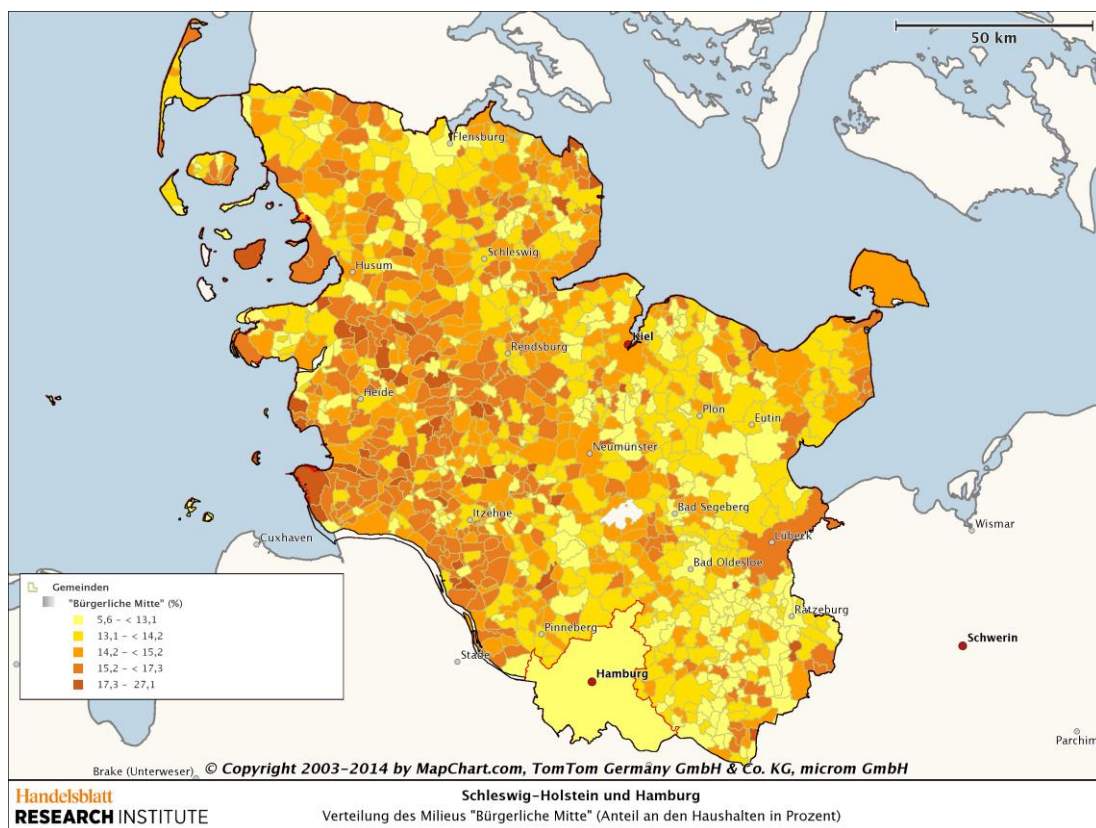 50 km
Flensburg
Schleswig
Husum
Kiel
Rendsburg
Heide
Plön
Eutin
Neumünster
Itzehoe
Bad Segeberg
Wismar
Cuxhaven
Lübeck
Bad Oldesloe
Gemeinden
"Bürgerliche Mitte" (%)
5,6 - < 13,1
13,1 - < 14,2
14,2 - < 15,2
15,2 - < 17,3
17,3 - 27,1
Ratzeburg
Pinneberg
Schwerin
Stade
Hamburg
Parchim
Brake (Unterweser)
© Copyright 2003-2014 by MapChart.com, TomTom Germany GmbH & Co. KG, microm GmbH
Handelsblatt
RESEARCH INSTITUTE
Schleswig-Holstein und Hamburg
Verteilung des Milieus "Bürgerliche Mitte" (Anteil an den Haushalten in Prozent)